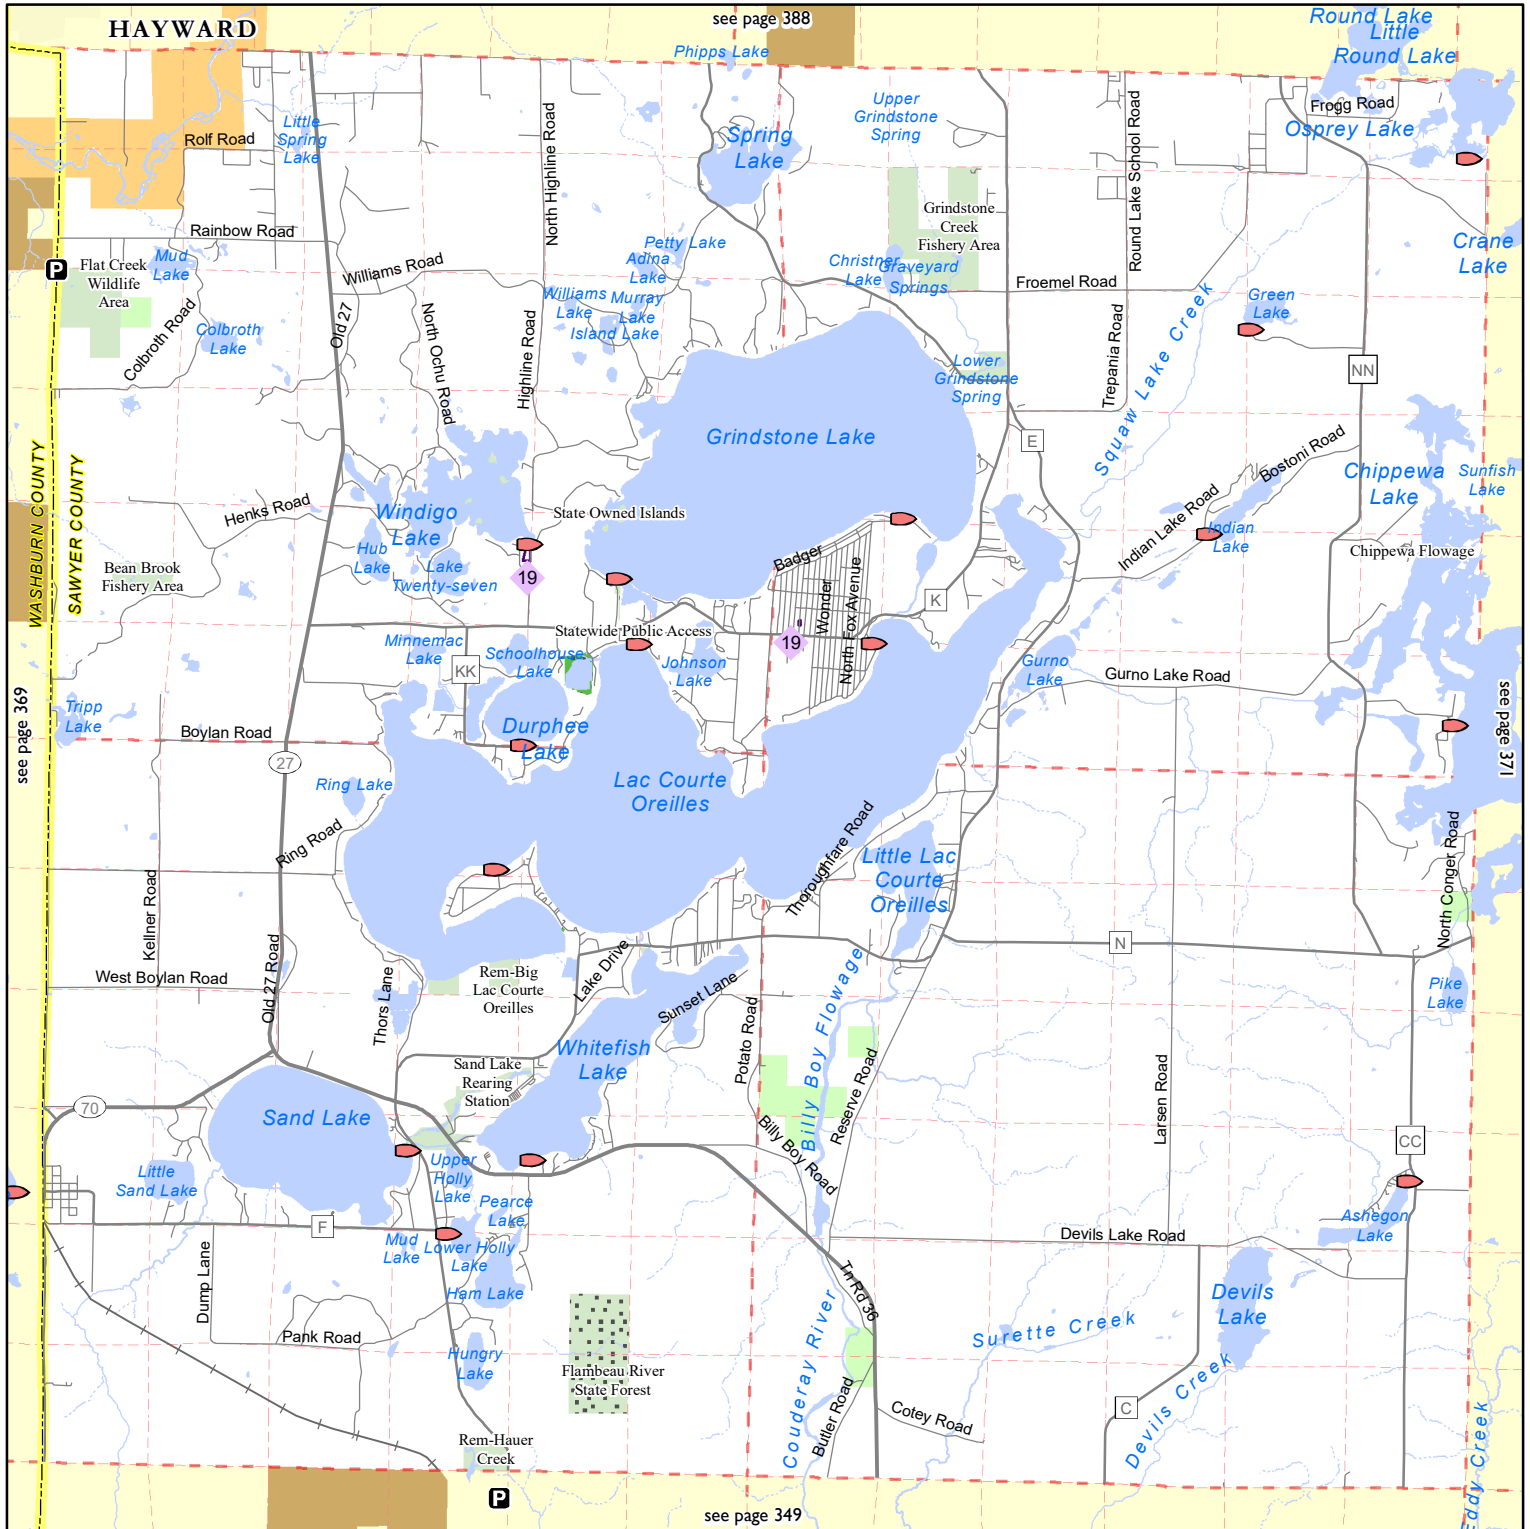 HAYWARD
see page 388
Phipps Lake
Round Lake
Little
Round Lake
Frogg Road
Osprey Lake
Rolf Road
Little
Spring
Lake
North Highline Road
Spring
Lake
Upper
Grindstone
Spring
Round Lake School Road
Grindstone
Creek
Fishery Area
Rainbow Road
Mud
Lake
P
Flat Creek
Wildlife
Area
Williams Road
Petty Lake
Adina
Lake
Christner
Lake
Graveyard
Springs
Froemel Road
Crane
Lake
Green
Lake
Williams
Lake
Murray
Lake
Island Lake
Colbroth Road
Colbroth
Lake
Old 27
North Ochu Road
Highline Road
Lower
Grindstone
Spring
Trepania Road
Squaw Lake Creek
NN
Grindstone Lake
E
Bostoni Road
Chippewa
Lake
Sunfish
Lake
WASHBURN COUNTY
SAWYER COUNTY
Henks Road
Windigo
Lake
State Owned Islands
Indian Lake Road
Indian
Lake
Chippewa Flowage
Hub
Lake
Lake
Twenty-seven
19
Badger
Wonder
North Fox Avenue
K
Bean Brook
Fishery Area
Statewide Public Access
19
Minnemac
Lake
KK
Schoolhouse
Lake
Johnson
Lake
Gurno
Lake
Gurno Lake Road
see page 369
see page 371
Tripp
Lake
Boylan Road
Durphee
Lake
27
Ring Lake
Lac Courte
Oreilles
Ring Road
Thoroughfare Road
Little Lac
Courte
Oreilles
North Conger Road
Kellner Road
Old 27 Road
N
West Boylan Road
Thors Lane
Rem-Big
Lac Courte
Oreilles
Lake Drive
Sunset Lane
Pike
Lake
Potato Road
Billy Boy Flowage
Reserve Road
Whitefish
Lake
Sand Lake
Rearing
Station
Larsen Road
70
Sand Lake
Billy Boy Road
CC
Little
Sand Lake
Upper
Holly
Lake
Pearce
Lake
F
Mud
Lake
Lower Holly
Lake
Ashegon
Lake
Devils Lake Road
Dump Lane
Ham Lake
Tn Rd 36
Devils
Lake
Pank Road
Surette Creek
Hungry
Lake
Flambeau River
State Forest
Couderay River
Butler Road
Cotey Road
C
Devils Creek
Eddy Creek
Rem-Hauer
Creek
P
see page 349